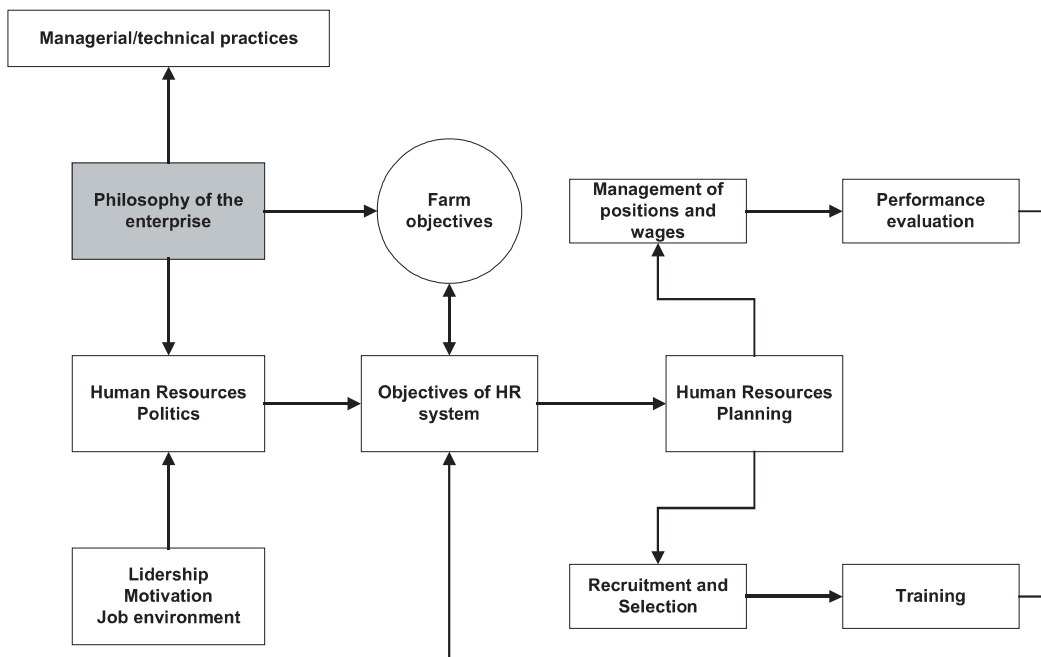 Managerial/technical practices
Philosophy of the
enterprise
Farm
objectives
Management of
positions and
wages
Performance
evaluation
Human Resources
Politics
Objectives of HR
system
Human Resources
Planning
Lidership
Motivation
Job environment
Recruitment and
Selection
Training